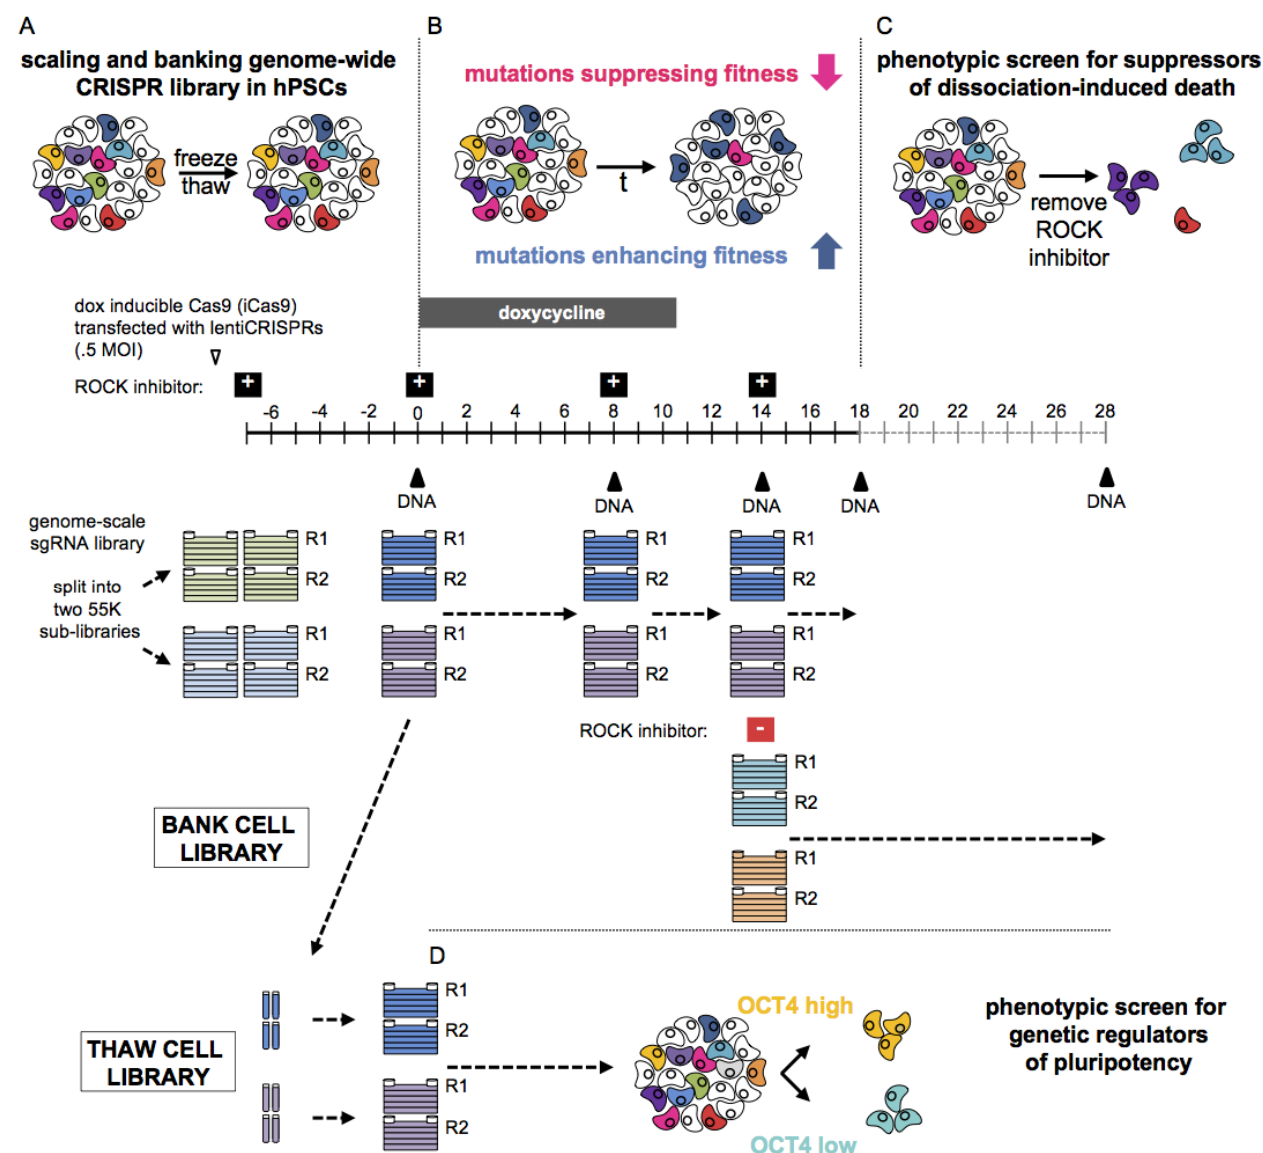 A
scaling and banking genome-wide
CRISPR library in hPSCs
freeze
thaw
B
mutations suppressing fitness
t
mutations enhancing fitness
C
phenotypic screen for suppressors
of dissociation-induced death
remove
ROCK
inhibitor
dox inducible Cas9 (iCas9)
transfected with lentiCRISPRs
(.5 MOI)
doxycycline
ROCK inhibitor:
+ + + +
-6 -4 -2 0 2 4 6 8 10 12 14 16 18 20 22 24 26 28
DNA DNA DNA DNA DNA
genome-scale
sgRNA library
split into
two 55K
sub-libraries
R1 R1 R1 R1
R2 R2 R2 R2
R1 R1 R1 R1
R2 R2 R2 R2
ROCK inhibitor:
-
R1
R2
R1
R2
BANK CELL
LIBRARY
D
THAW CELL
LIBRARY
R1
R2
R1
R2
OCT4 high
OCT4 low
phenotypic screen for
genetic regulators
of pluripotency